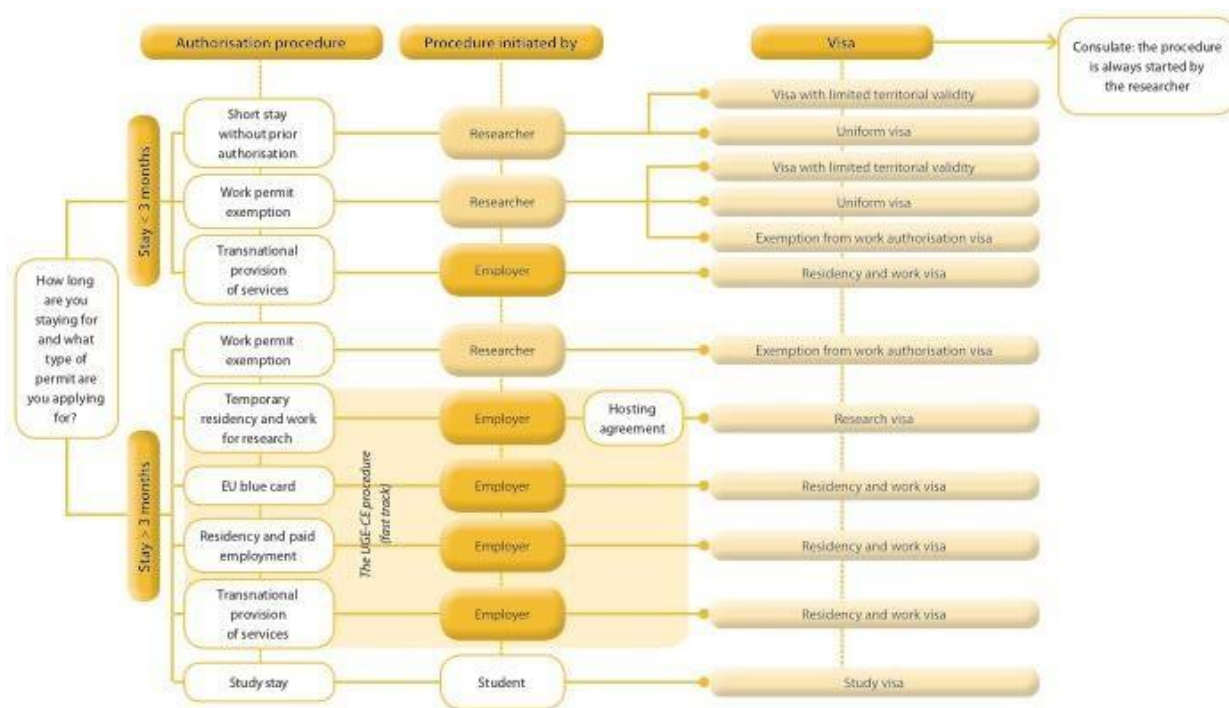 Authorisation procedure
Procedure initiated by
Visa
Consulate: the procedure
is always started by
the researcher
How long
are you
staying for
and what
type of
permit are
you applying
for?
Stay < 3 months
Short stay
without prior
authorisation
Researcher
Visa with limited territorial validity
Uniform visa
Work permit
exemption
Researcher
Visa with limited territorial validity
Uniform visa
Exemption from work authorisation visa
Transnational
provision
of services
Employer
Residency and work visa
Stay > 3 months
Work permit
exemption
Researcher
Exemption from work authorisation visa
The UGE-CE procedure
(fast track)
Temporary
residency and work
for research
Employer
Hosting
agreement
Research visa
EU blue card
Employer
Residency and work visa
Residency and paid
employment
Employer
Residency and work visa
Transnational
provision
of services
Employer
Residency and work visa
Study stay
Student
Study visa